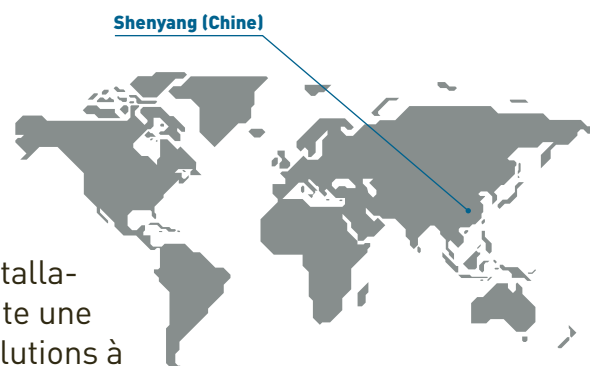 Shenyang (Chine)
talla-
te une
lutions à